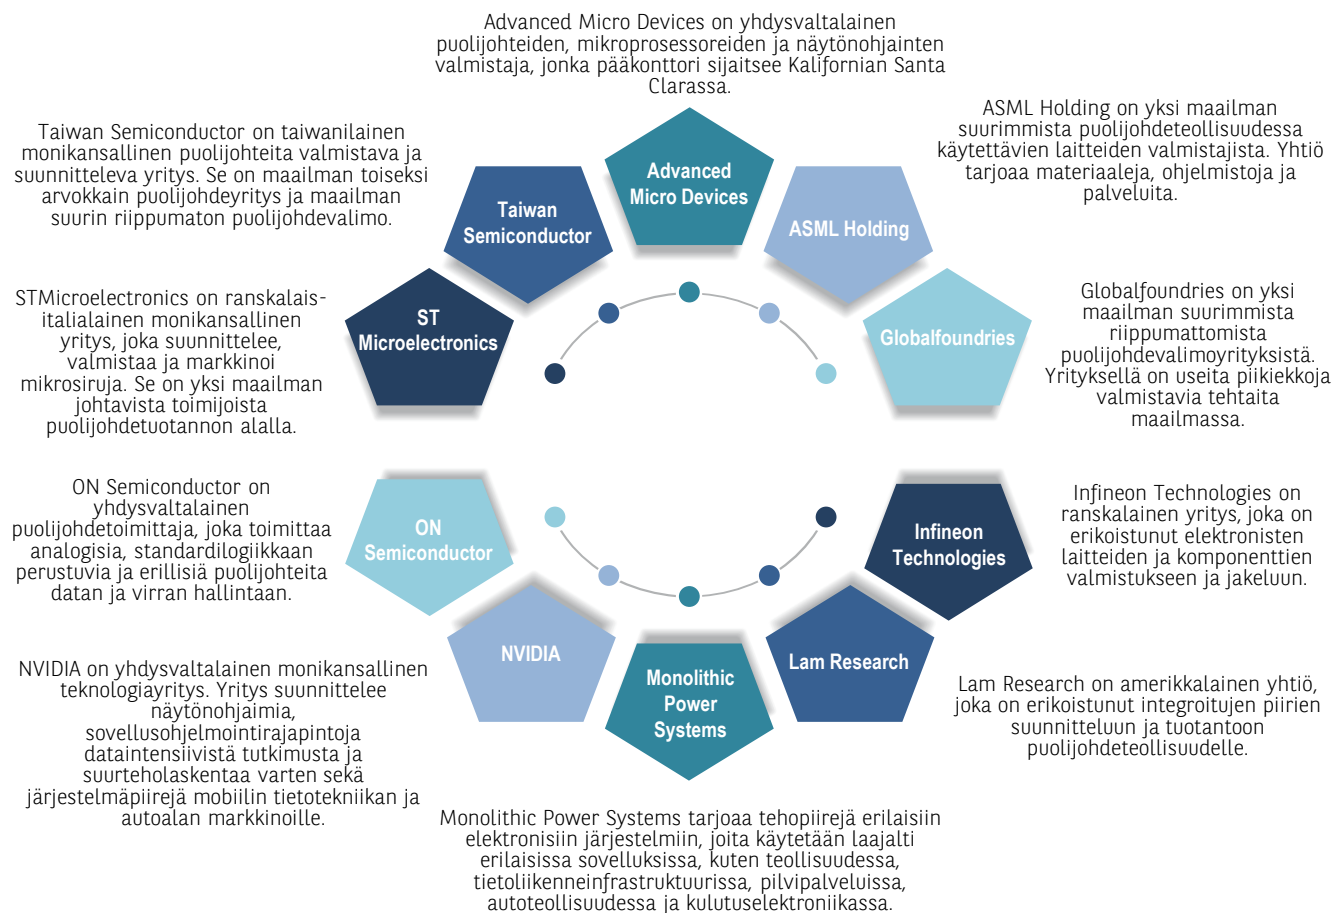 Advanced Micro Devices on yhdysvaltalainen
puolijohteiden, mikroprosessoreiden ja näytönohjainten
valmistaja, jonka pääkonttori sijaitsee Kalifornian Santa
Clarassa.
Advanced
Micro Devices
ASML Holding on yksi maailman
suurimmista puolijohdeteollisuudessa
käytettävien laitteiden valmistajista. Yhtiö
tarjoaa materiaaleja, ohjelmistoja ja
palveluita.
ASML Holding
Globalfoundries on yksi
maailman suurimmista
riippumattomista
puolijohdevalimoyrityksistä.
Yrityksellä on useita piikiekkoja
valmistavia tehtaita
maailmassa.
Globalfoundries
Infineon Technologies on
ranskalainen yritys, joka on
erikoistunut elektronisten
laitteiden ja komponenttien
valmistukseen ja jakeluun.
Infineon
Technologies
Lam Research on amerikkalainen yhtiö,
joka on erikoistunut integroitujen piirien
suunnitteluun ja tuotantoon
puolijohdeteollisuudelle.
Lam Research
Monolithic
Power
Systems
Monolithic Power Systems tarjoaa tehopiirejä erilaisiin
elektronisiin järjestelmiin, joita käytetään laajalti
erilaisissa sovelluksissa, kuten teollisuudessa,
tietoliikenneinfrastruktuurissa, pilvipalveluissa,
autoteollisuudessa ja kulutuselektroniikassa.
NVIDIA
NVIDIA on yhdysvaltalainen monikansallinen
teknologiayritys. Yritys suunnittelee
näytönohjaimia,
sovellusohjelmointirajapintoja
dataintensiivistä tutkimusta ja
suurteholaskentaa varten sekä
järjestelmäpiirejä mobiilin tietotekniikan ja
autoalan markkinoille.
ON
Semiconductor
ON Semiconductor on
yhdysvaltalainen
puolijohdetoimittaja, joka toimittaa
analogisia, standardilogiikkaan
perustuvia ja erillisiä puolijohteita
datan ja virran hallintaan.
ST
Microelectronics
STMicroelectronics on ranskalais-
italialainen monikansallinen
yritys, joka suunnittelee,
valmistaa ja markkinoi
mikrosiruja. Se on yksi maailman
johtavista toimijoista
puolijohdetuotannon alalla.
Taiwan
Semiconductor
Taiwan Semiconductor on taiwanilainen
monikansallinen puolijohteita valmistava ja
suunnitteleva yritys. Se on maailman toiseksi
arvokkain puolijohdeyritys ja maailman
suurin riippumaton puolijohdevalimo.